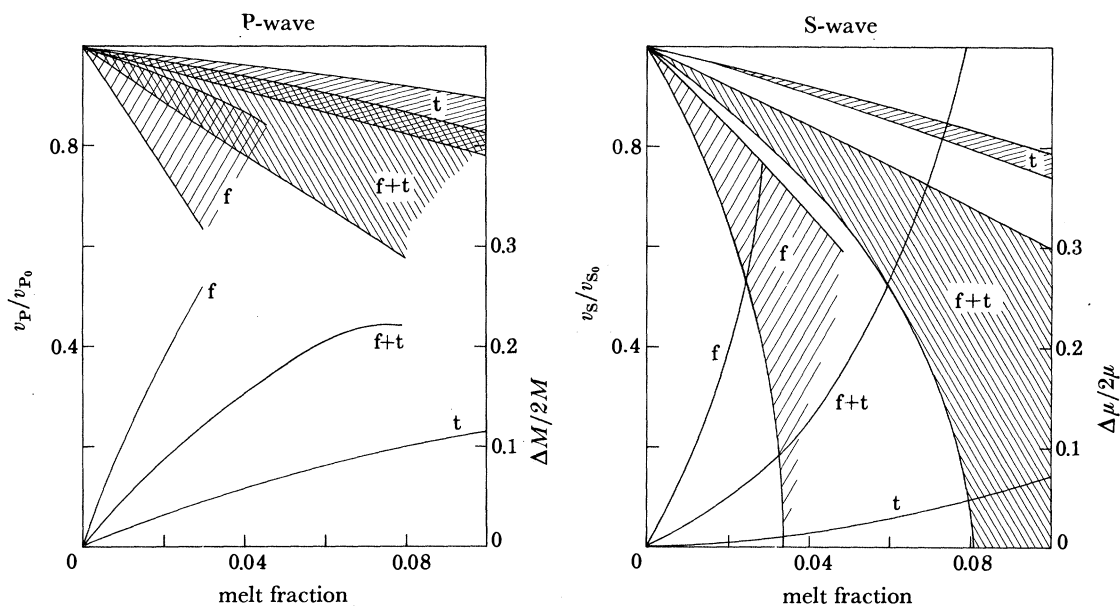 P-wave
v_P/v_P₀
0.8
0.4
0
t
f+t
f
f
f+t
t
0.3
0.2
0.1
0
ΔM/2M
0.04
0.08
melt fraction
S-wave
v_S/v_S₀
0.8
0.4
0
t
f
f+t
f
f+t
t
0.3
0.2
0.1
0
Δμ/2μ
0.04
0.08
melt fraction